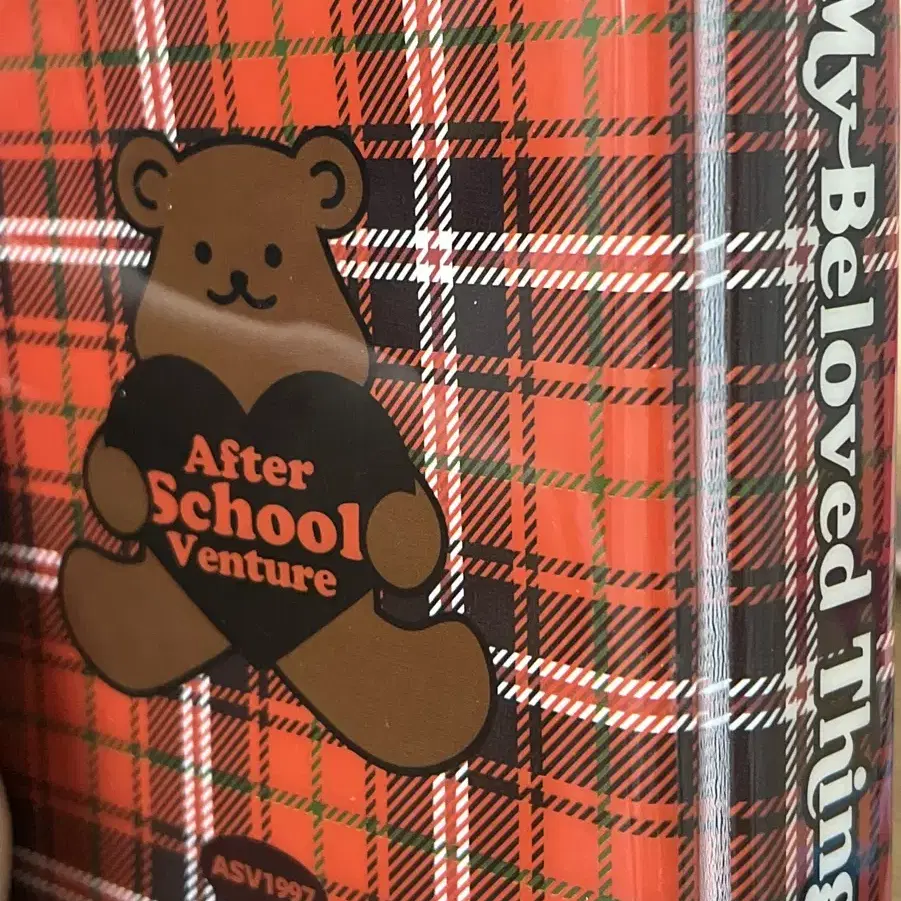 After
School
Venture
ASV1997
My Beloved Thing